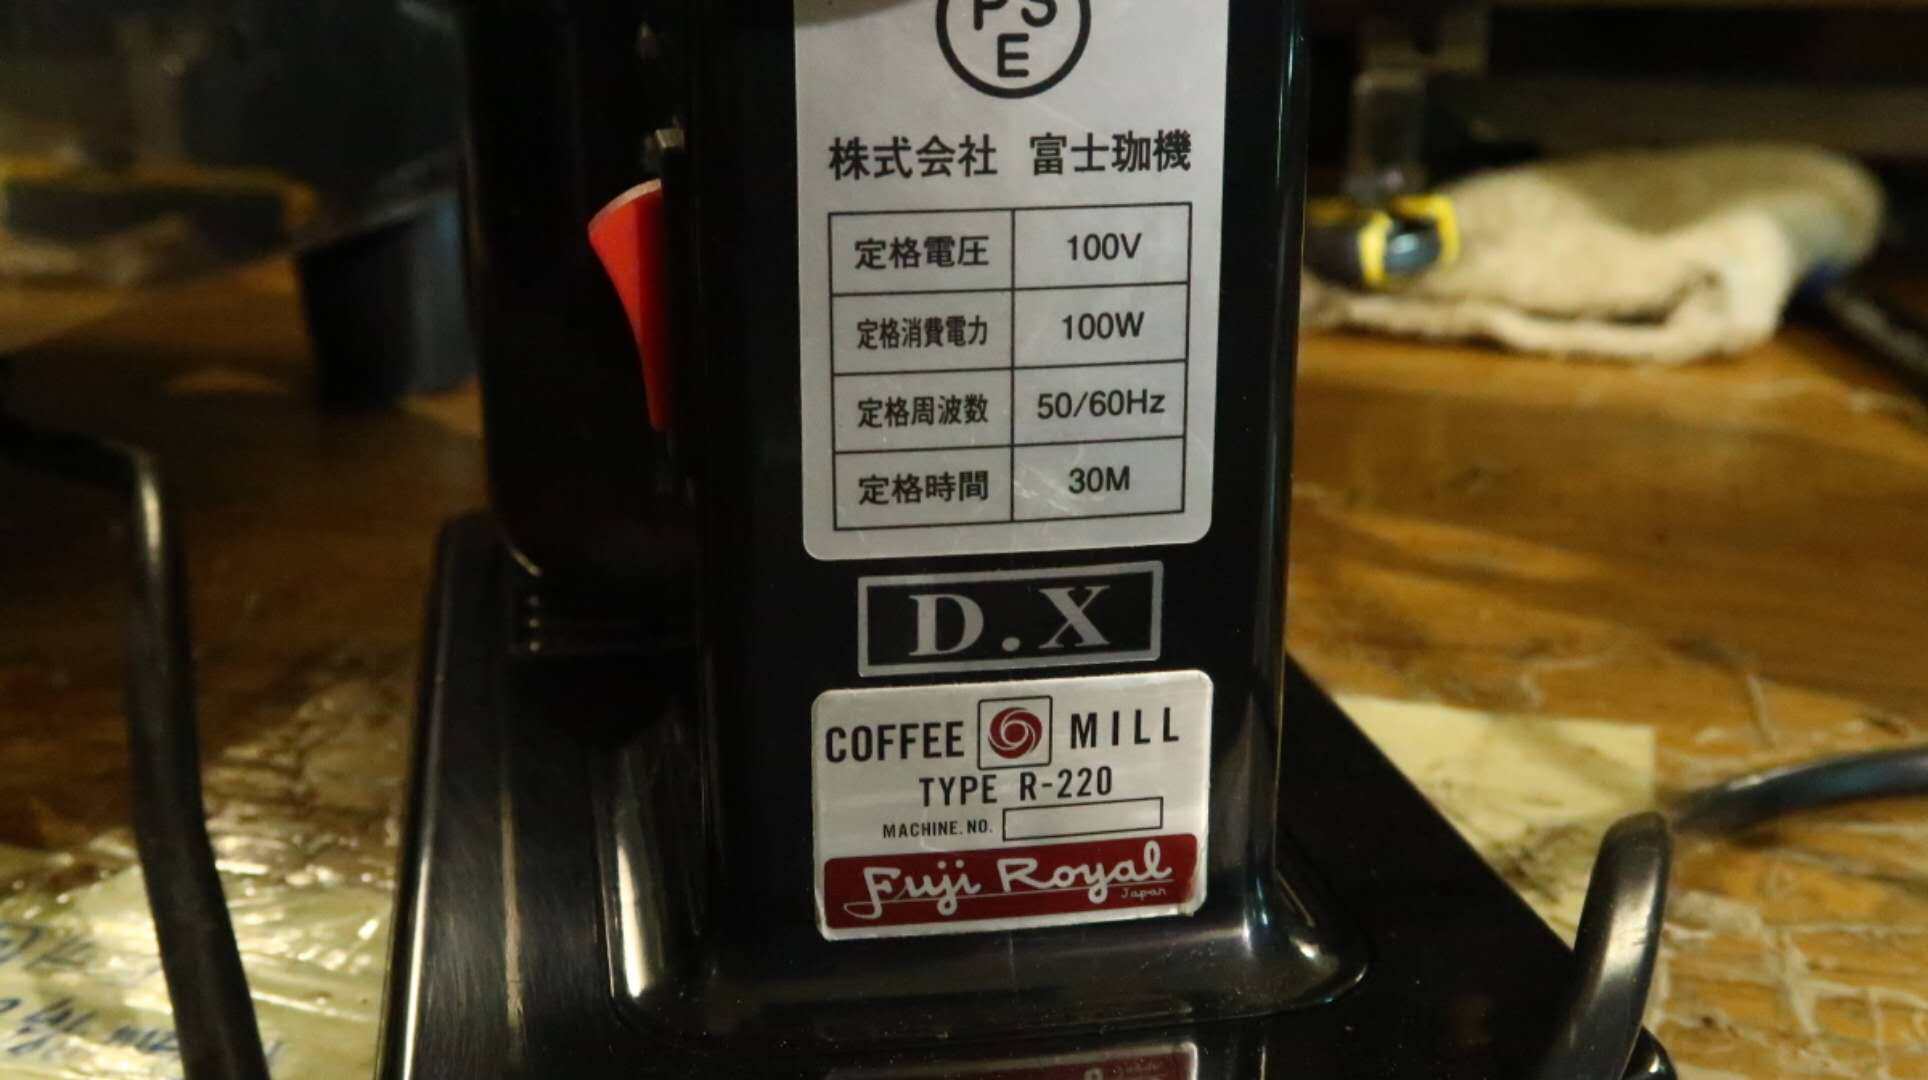 PS
E
株式会社 富士珈機
定格電圧 100V
定格消費電力 100W
定格周波数 50/60Hz
定格時間 30M
D.X
COFFEE MILL
TYPE R-220
MACHINE.NO.
Fuji Royal
Japan